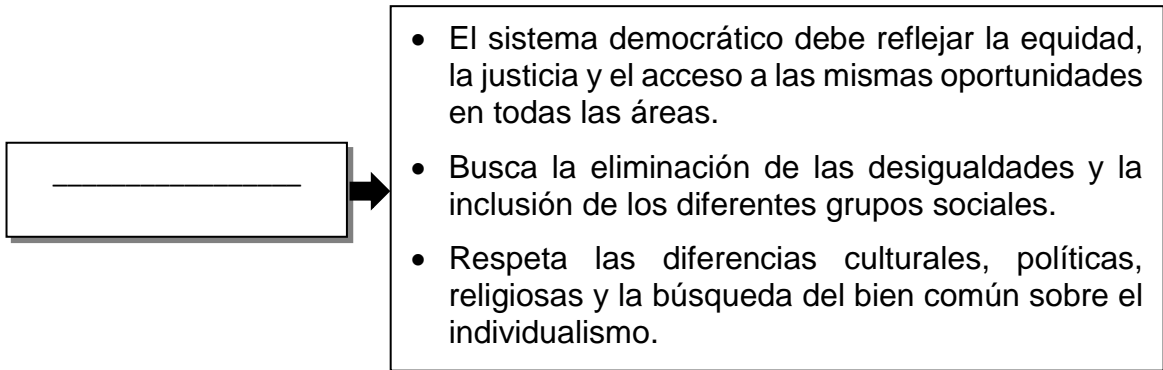 • El sistema democrático debe reflejar la equidad,
la justicia y el acceso a las mismas oportunidades
en todas las áreas.
• Busca la eliminación de las desigualdades y la
inclusión de los diferentes grupos sociales.
• Respeta las diferencias culturales, políticas,
religiosas y la búsqueda del bien común sobre el
individualismo.